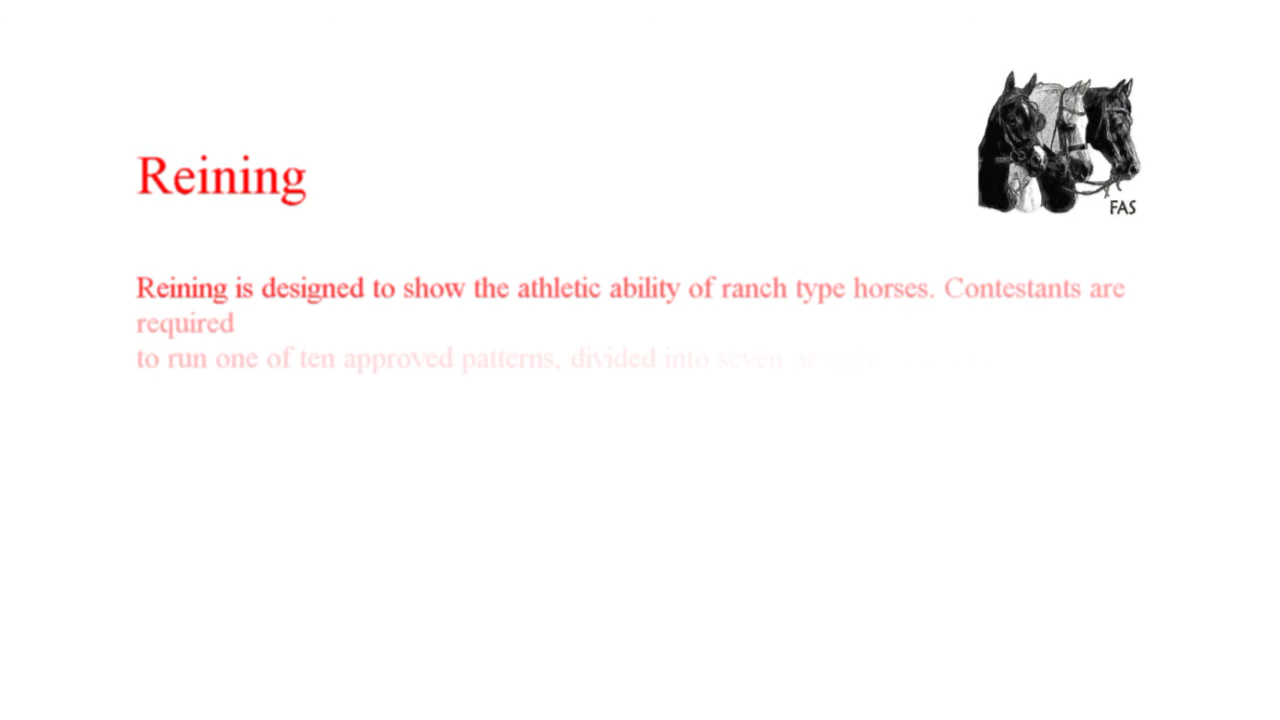 FAS
Reining
Reining is designed to show the athletic ability of ranch type horses. Contestants are
required
to run one of ten approved patterns, divided into seven or eight